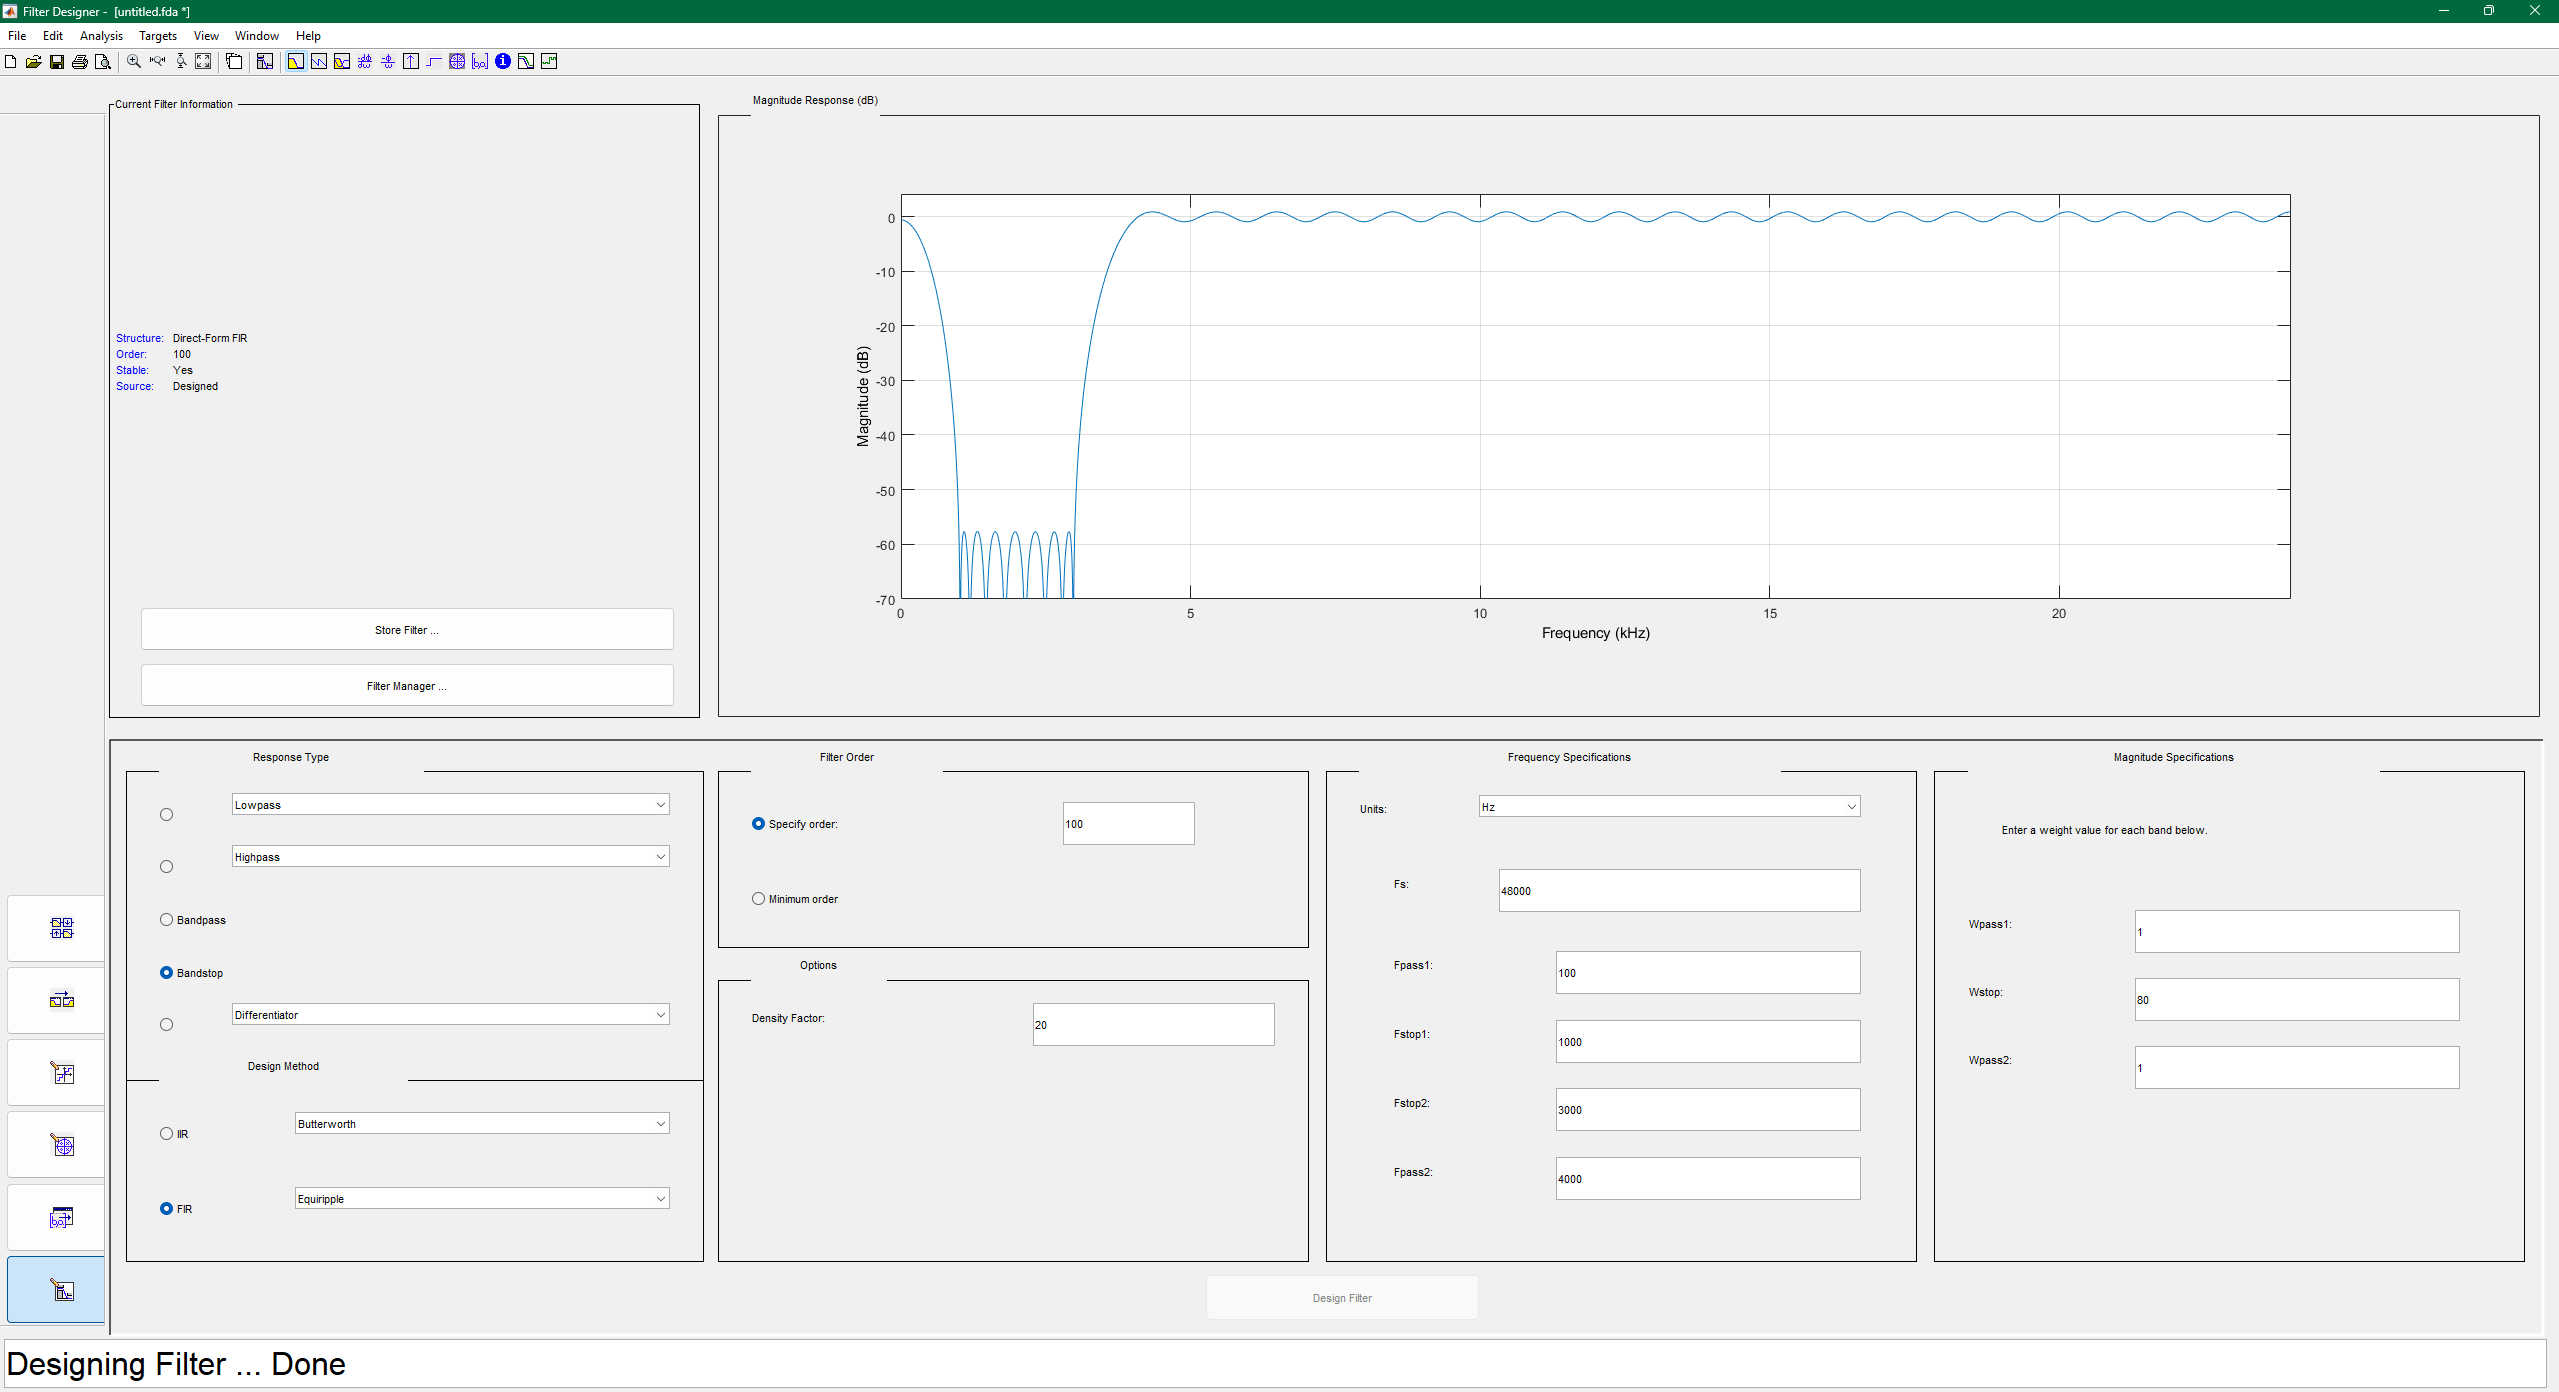 Filter Designer - [untitled.fda *]
File Edit Analysis Targets View Window Help
Current Filter Information
Structure: Direct-Form FIR
Order: 100
Stable: Yes
Source: Designed
Store Filter ...
Filter Manager ...
Magnitude Response (dB)
Magnitude (dB)
0
-10
-20
-30
-40
-50
-60
-70
0 5 10 15 20
Frequency (kHz)
Response Type
Lowpass
Highpass
Bandpass
Bandstop
Differentiator
Design Method
IIR Butterworth
FIR Equiripple
Filter Order
Specify order: 100
Minimum order
Options
Density Factor: 20
Frequency Specifications
Units: Hz
Fs: 48000
Fpass1: 100
Fstop1: 1000
Fstop2: 3000
Fpass2: 4000
Magnitude Specifications
Enter a weight value for each band below.
Wpass1: 1
Wstop: 80
Wpass2: 1
Design Filter
Designing Filter ... Done